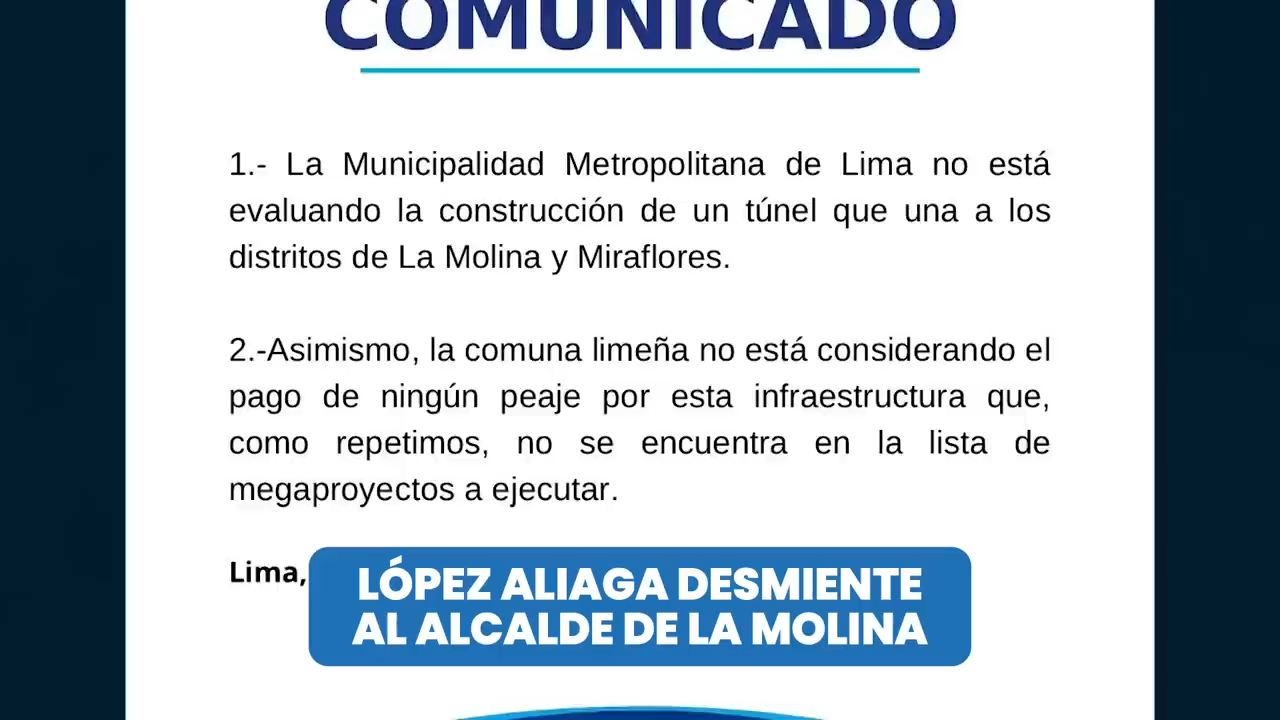 COMUNICADO
1.- La Municipalidad Metropolitana de Lima no está
evaluando la construcción de un túnel que una a los
distritos de La Molina y Miraflores.
2.-Asimismo, la comuna limeña no está considerando el
pago de ningún peaje por esta infraestructura que,
como repetimos, no se encuentra en la lista de
megaproyectos a ejecutar.
Lima,
LÓPEZ ALIAGA DESMIENTE
AL ALCALDE DE LA MOLINA